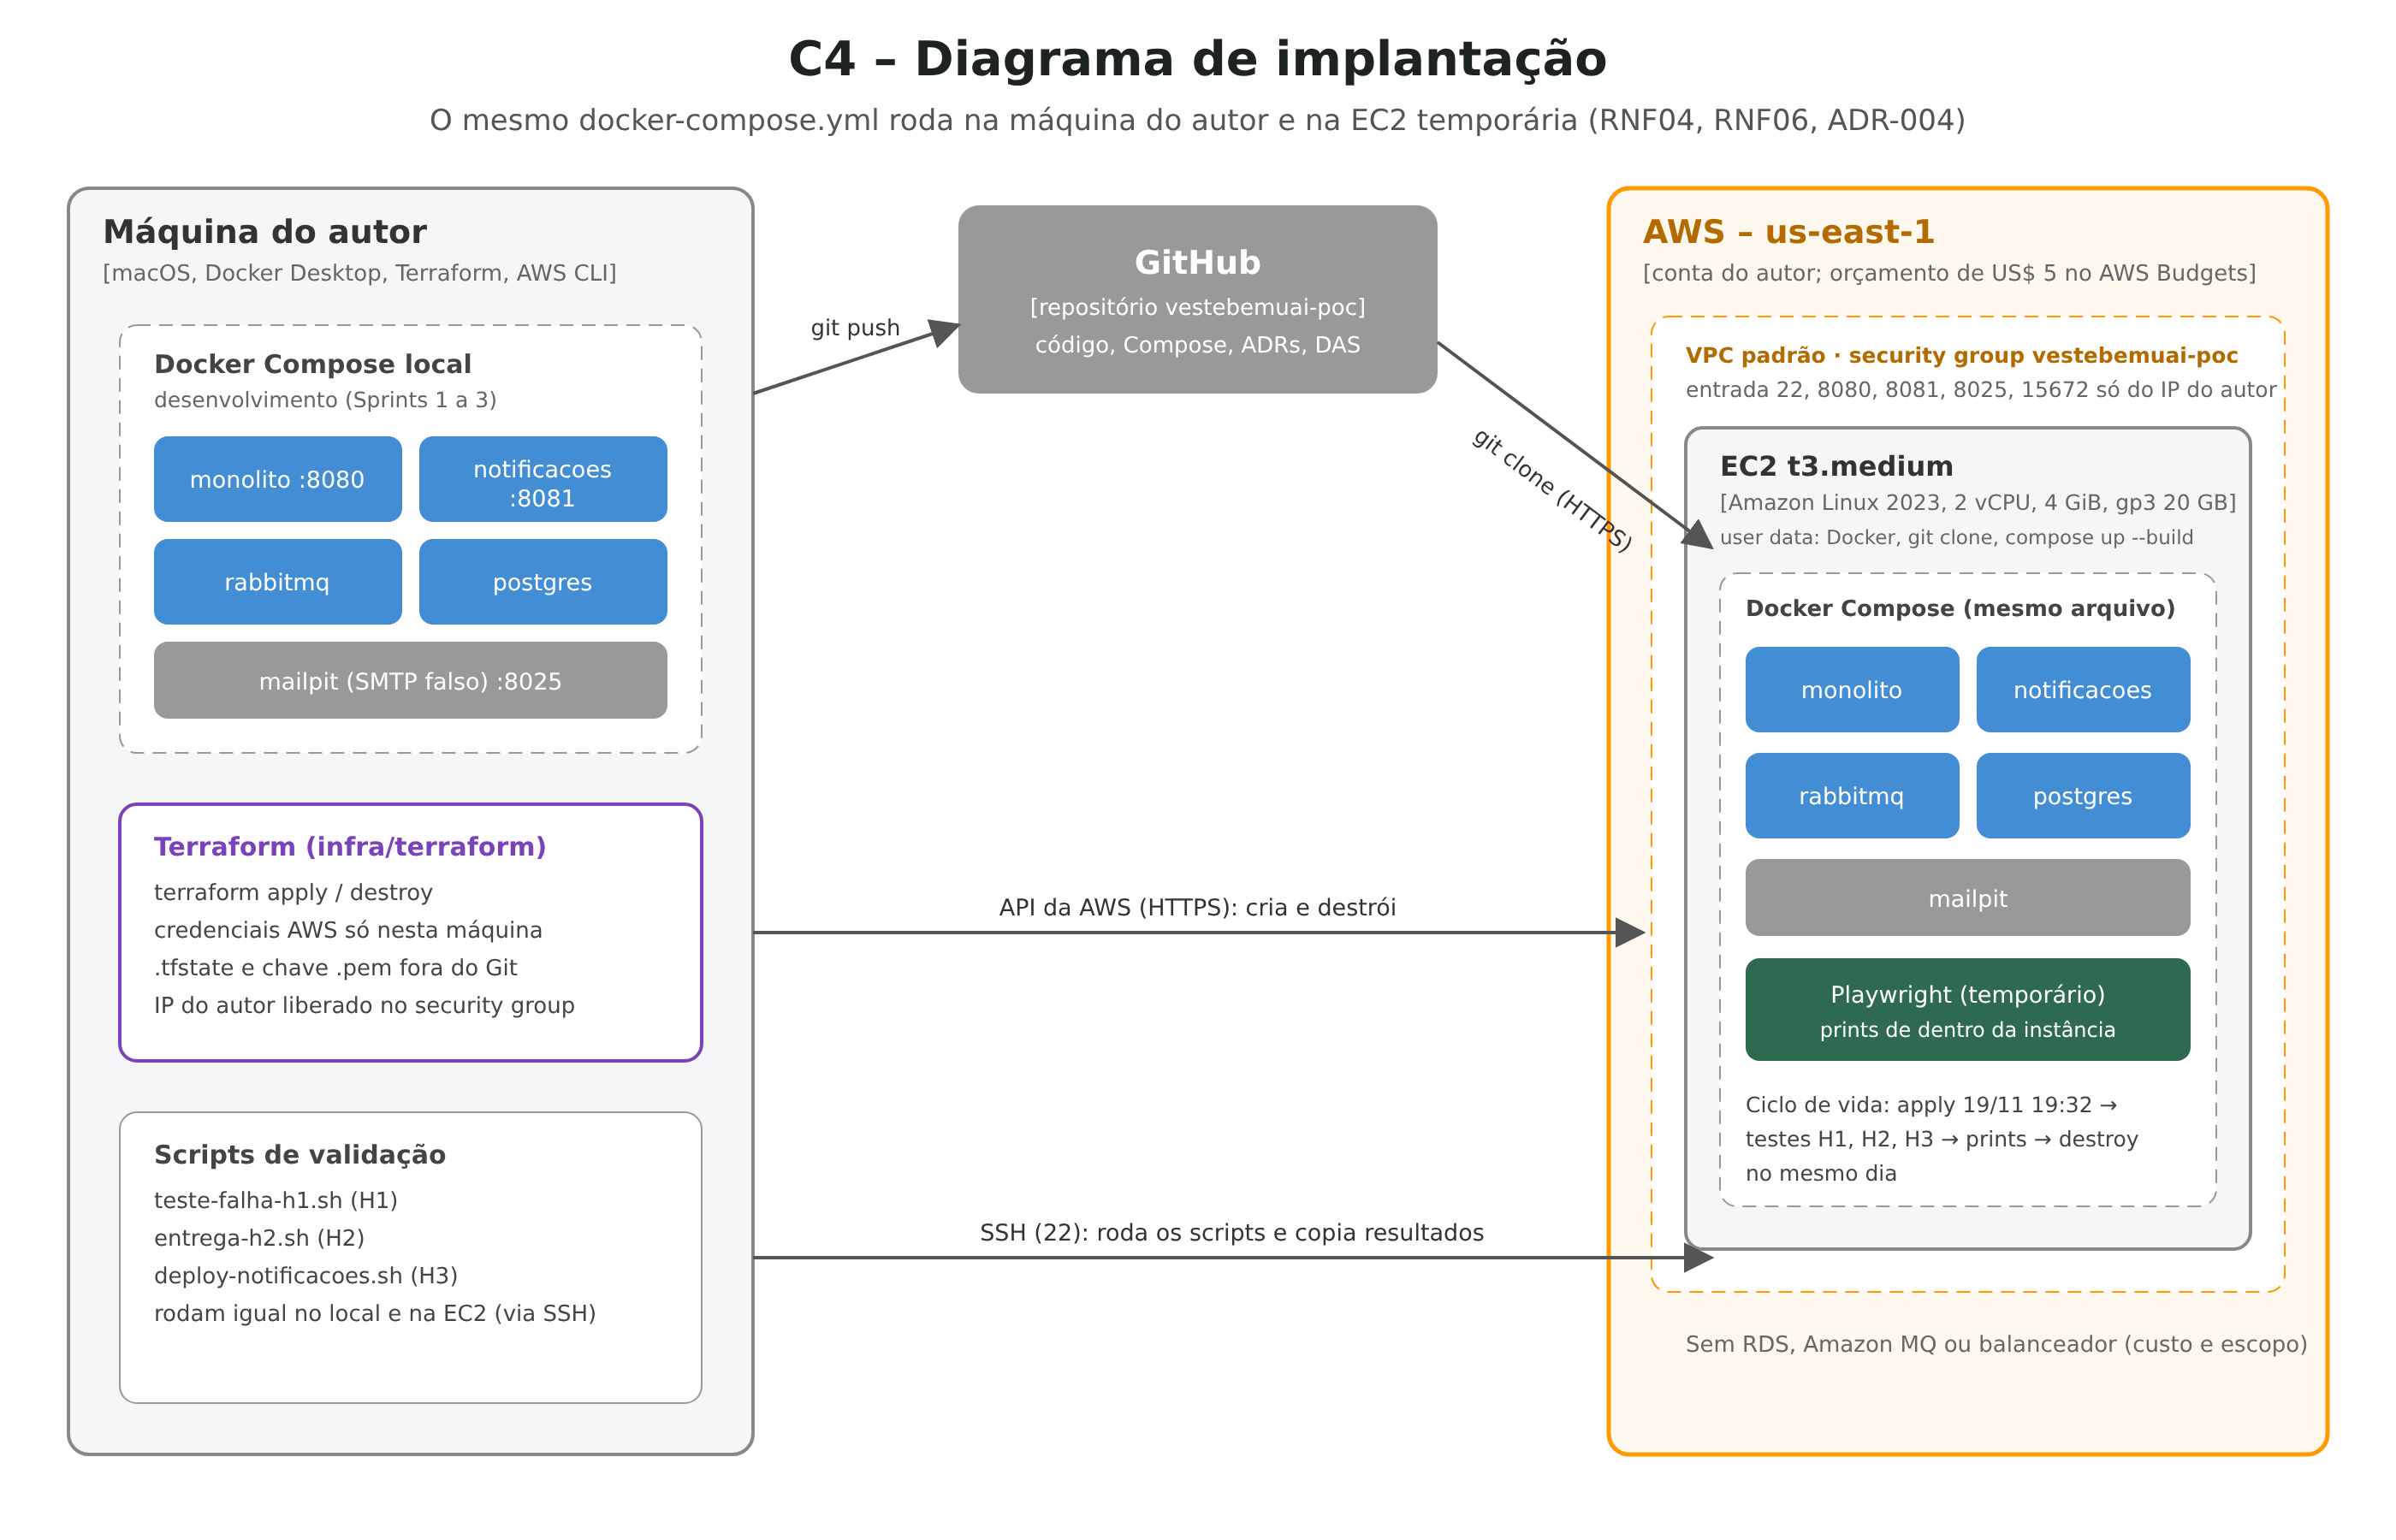 C4 – Diagrama de implantação
O mesmo docker-compose.yml roda na máquina do autor e na EC2 temporária (RNF04, RNF06, ADR-004)
Máquina do autor
[macOS, Docker Desktop, Terraform, AWS CLI]
Docker Compose local
desenvolvimento (Sprints 1 a 3)
monolito :8080
notificacoes
:8081
rabbitmq
postgres
mailpit (SMTP falso) :8025
Terraform (infra/terraform)
terraform apply / destroy
credenciais AWS só nesta máquina
.tfstate e chave .pem fora do Git
IP do autor liberado no security group
Scripts de validação
teste-falha-h1.sh (H1)
entrega-h2.sh (H2)
deploy-notificacoes.sh (H3)
rodam igual no local e na EC2 (via SSH)
git push
GitHub
[repositório vestebemuai-poc]
código, Compose, ADRs, DAS
git clone (HTTPS)
API da AWS (HTTPS): cria e destrói
SSH (22): roda os scripts e copia resultados
AWS – us-east-1
[conta do autor; orçamento de US$ 5 no AWS Budgets]
VPC padrão · security group vestebemuai-poc
entrada 22, 8080, 8081, 8025, 15672 só do IP do autor
EC2 t3.medium
[Amazon Linux 2023, 2 vCPU, 4 GiB, gp3 20 GB]
user data: Docker, git clone, compose up --build
Docker Compose (mesmo arquivo)
monolito
notificacoes
rabbitmq
postgres
mailpit
Playwright (temporário)
prints de dentro da instância
Ciclo de vida: apply 19/11 19:32 →
testes H1, H2, H3 → prints → destroy
no mesmo dia
Sem RDS, Amazon MQ ou balanceador (custo e escopo)